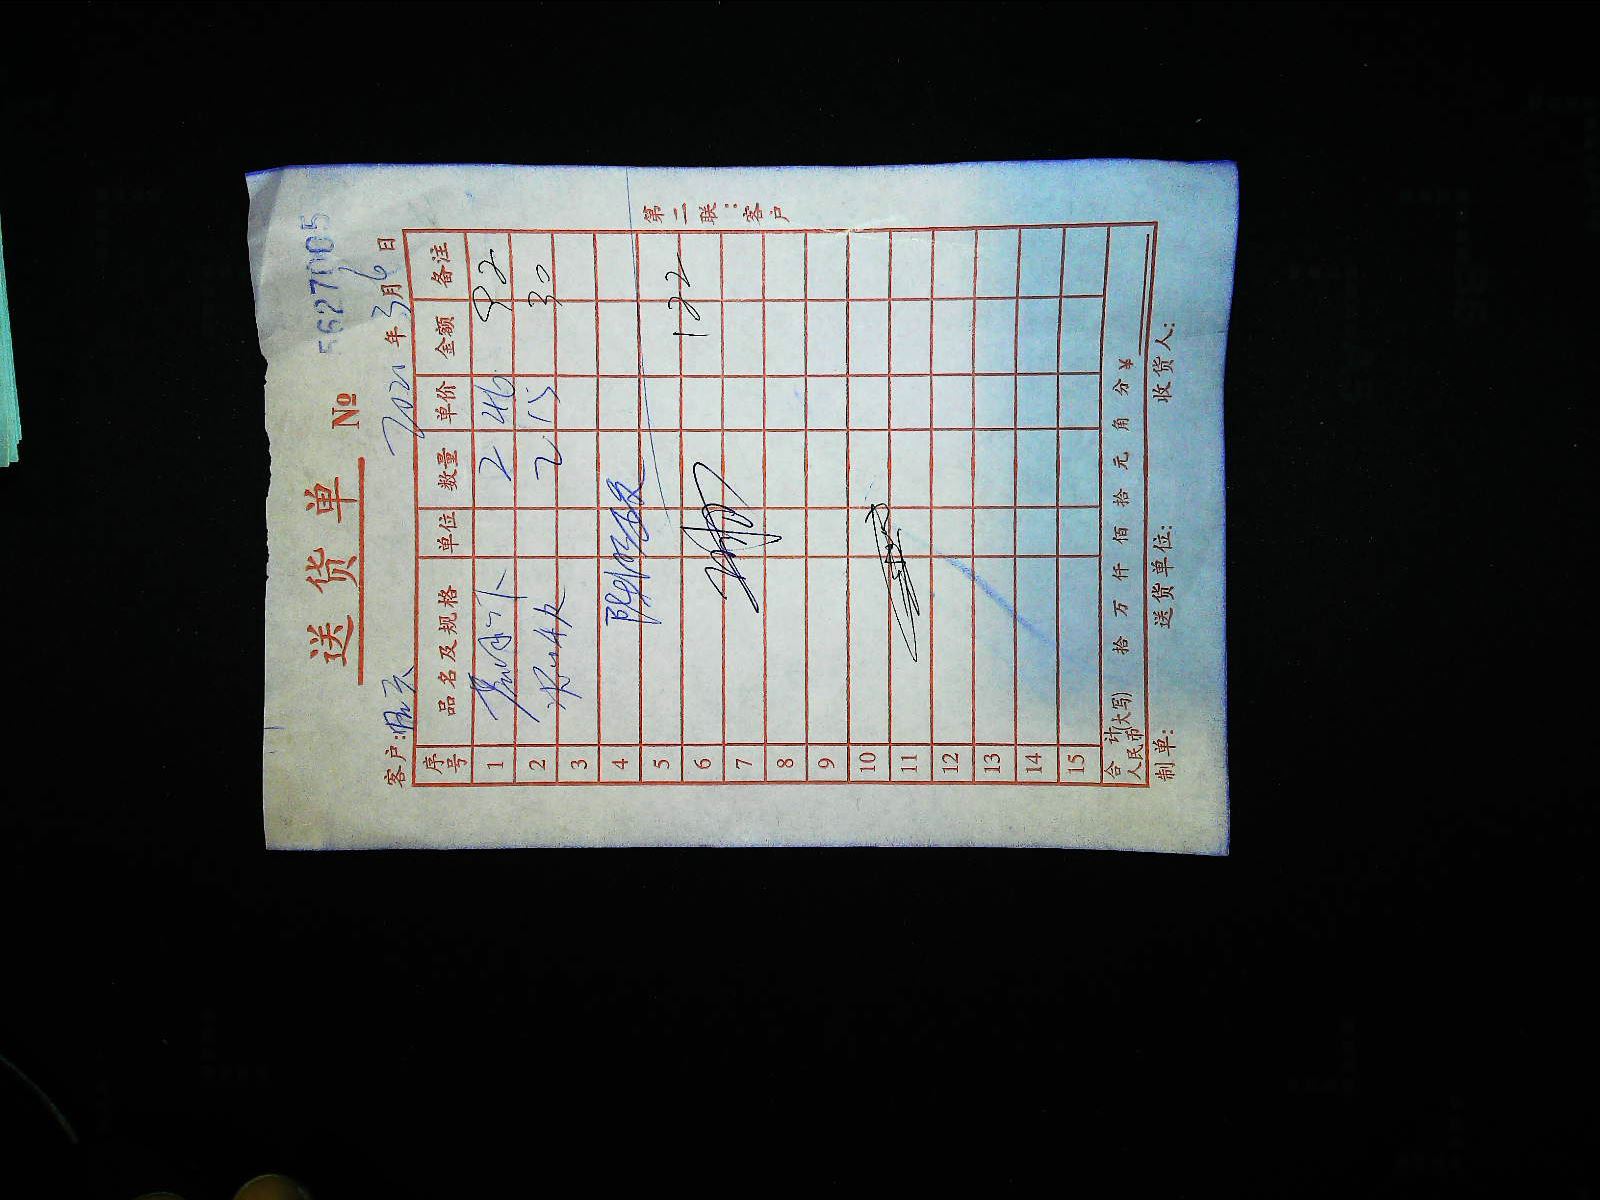 送货单
№ 5627005
客户:
2021年3月6日
序号 品名及规格 单位 数量 单价 金额 备注
1 2 46 92
2 2 15 30
3
4
5
6 122
7
8
9
10
11
12
13
14
15
合计人民币(大写) 拾 万 仟 佰 拾 元 角 分 ¥
制单: 送货单位: 收货人:
第二联:客户